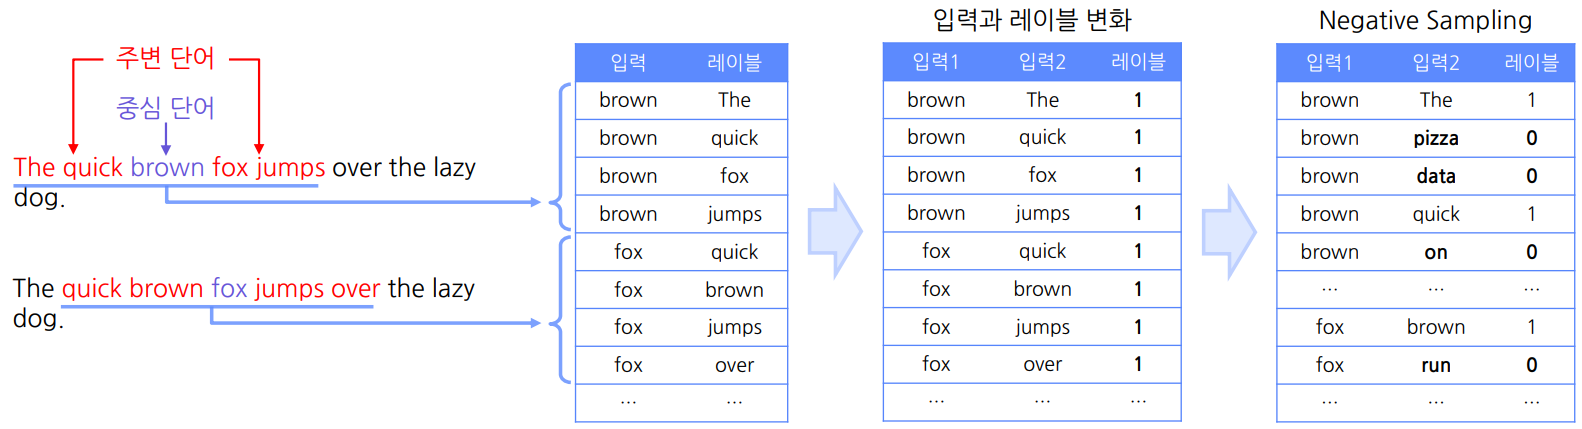 주변 단어
중심 단어
The quick brown fox jumps over the lazy
dog.
The quick brown fox jumps over the lazy
dog.
입력 레이블
brown The
brown quick
brown fox
brown jumps
fox quick
fox brown
fox jumps
fox over
... ...
입력과 레이블 변화
입력1 입력2 레이블
brown The 1
brown quick 1
brown fox 1
brown jumps 1
fox quick 1
fox brown 1
fox jumps 1
fox over 1
... ... ...
Negative Sampling
입력1 입력2 레이블
brown The 1
brown pizza 0
brown data 0
brown quick 1
brown on 0
... ... ...
fox brown 1
fox run 0
... ... ...